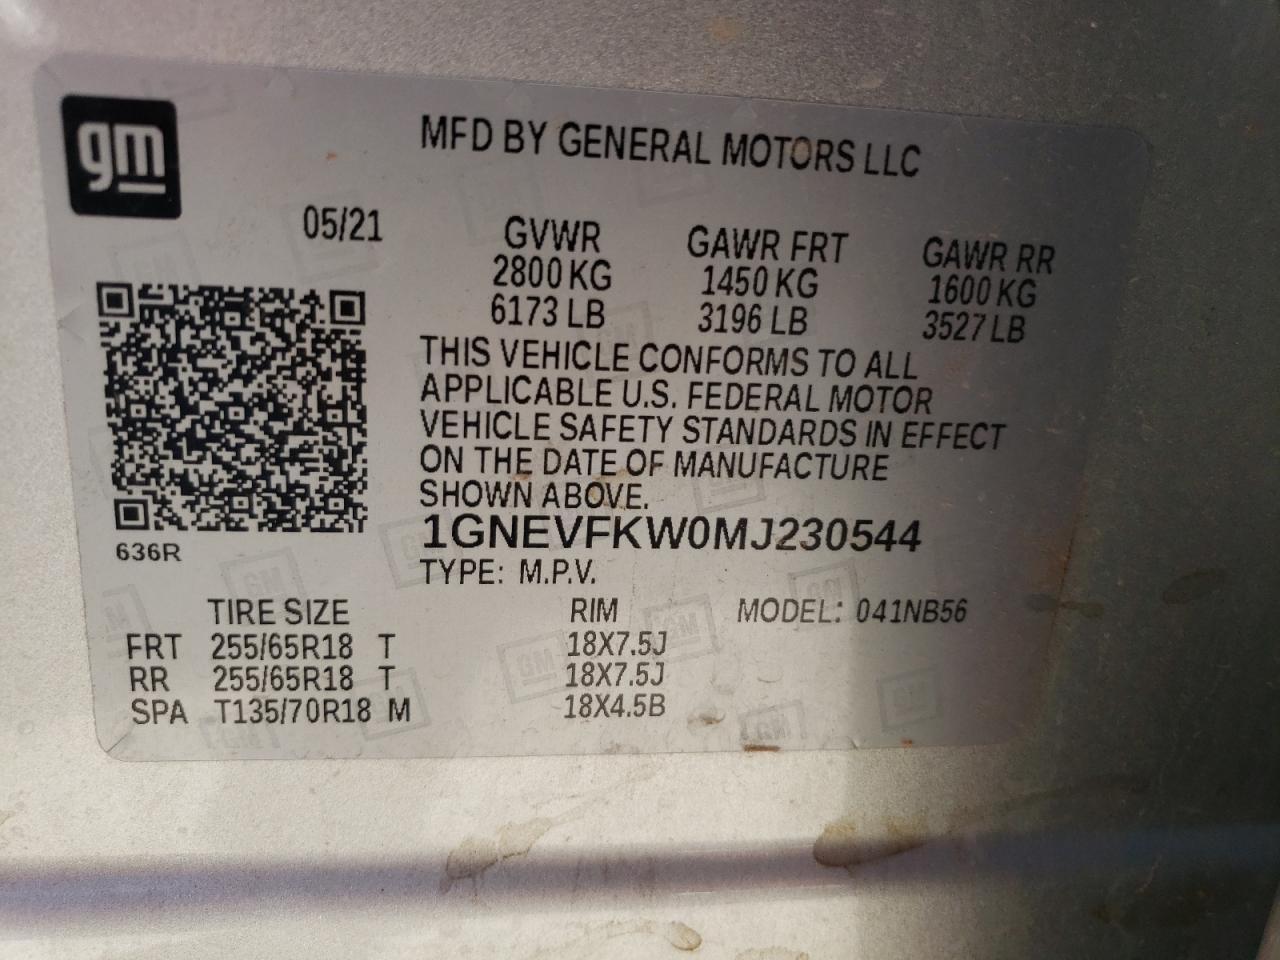 gm
MFD BY GENERAL MOTORS LLC
05/21
GVWR GAWR FRT GAWR RR
2800 KG 1450 KG 1600 KG
6173 LB 3196 LB 3527 LB
THIS VEHICLE CONFORMS TO ALL
APPLICABLE U.S. FEDERAL MOTOR
VEHICLE SAFETY STANDARDS IN EFFECT
ON THE DATE OF MANUFACTURE
SHOWN ABOVE.
1GNEVFKW0MJ230544
636R
TYPE: M.P.V.
TIRE SIZE RIM MODEL: 041NB56
FRT 255/65R18 T 18X7.5J
RR 255/65R18 T 18X7.5J
SPA T135/70R18 M 18X4.5B